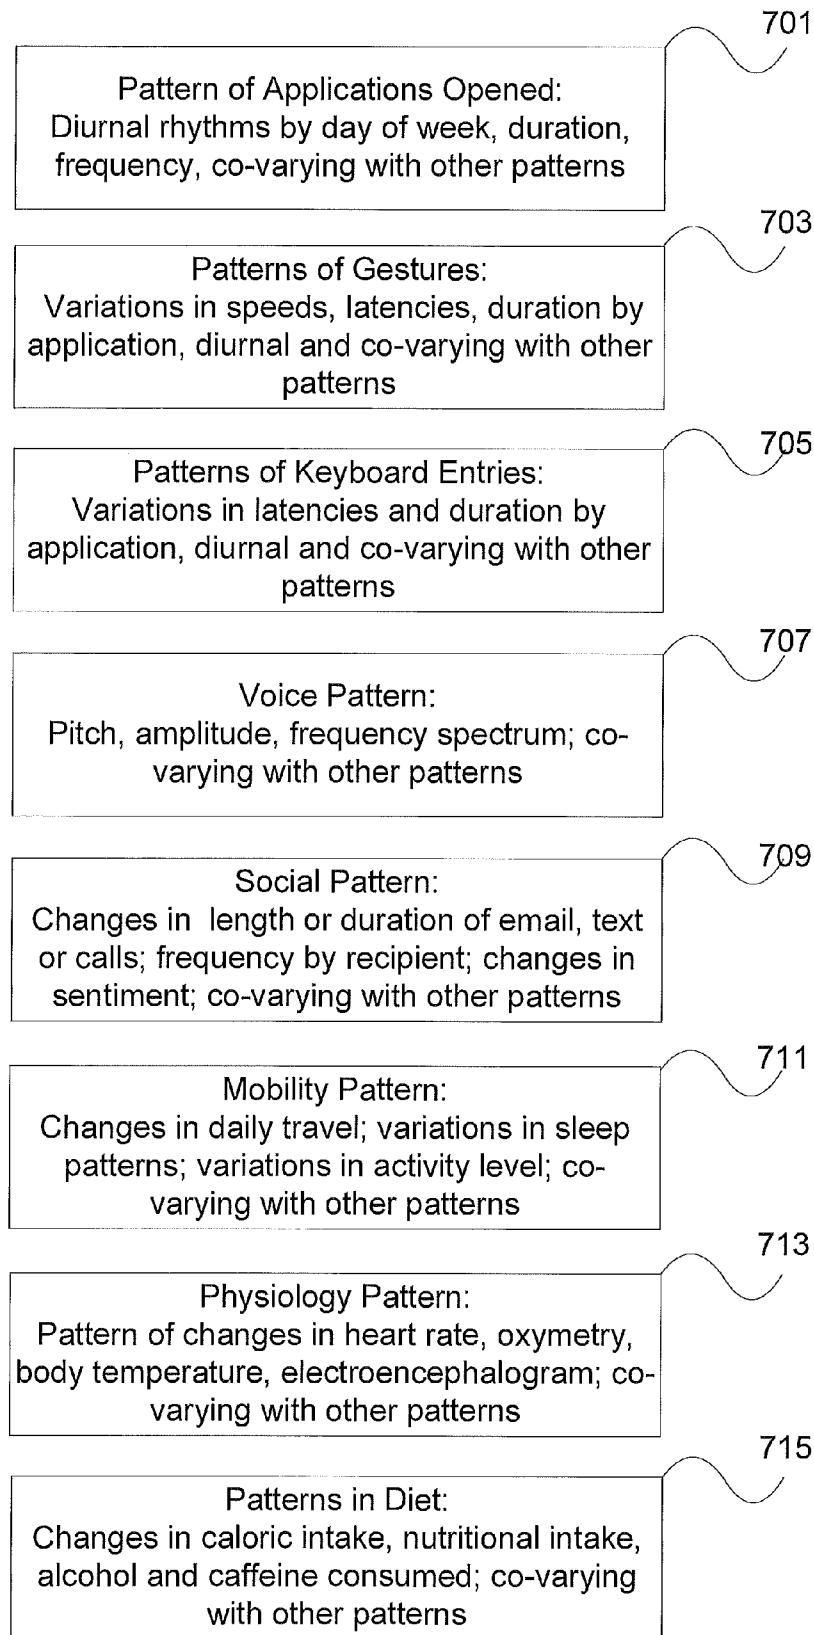 701
Pattern of Applications Opened:
Diurnal rhythms by day of week, duration,
frequency, co-varying with other patterns
703
Patterns of Gestures:
Variations in speeds, latencies, duration by
application, diurnal and co-varying with other
patterns
705
Patterns of Keyboard Entries:
Variations in latencies and duration by
application, diurnal and co-varying with other
patterns
707
Voice Pattern:
Pitch, amplitude, frequency spectrum; co-
varying with other patterns
709
Social Pattern:
Changes in length or duration of email, text
or calls; frequency by recipient; changes in
sentiment; co-varying with other patterns
711
Mobility Pattern:
Changes in daily travel; variations in sleep
patterns; variations in activity level; co-
varying with other patterns
713
Physiology Pattern:
Pattern of changes in heart rate, oxymetry,
body temperature, electroencephalogram; co-
varying with other patterns
715
Patterns in Diet:
Changes in caloric intake, nutritional intake,
alcohol and caffeine consumed; co-varying
with other patterns